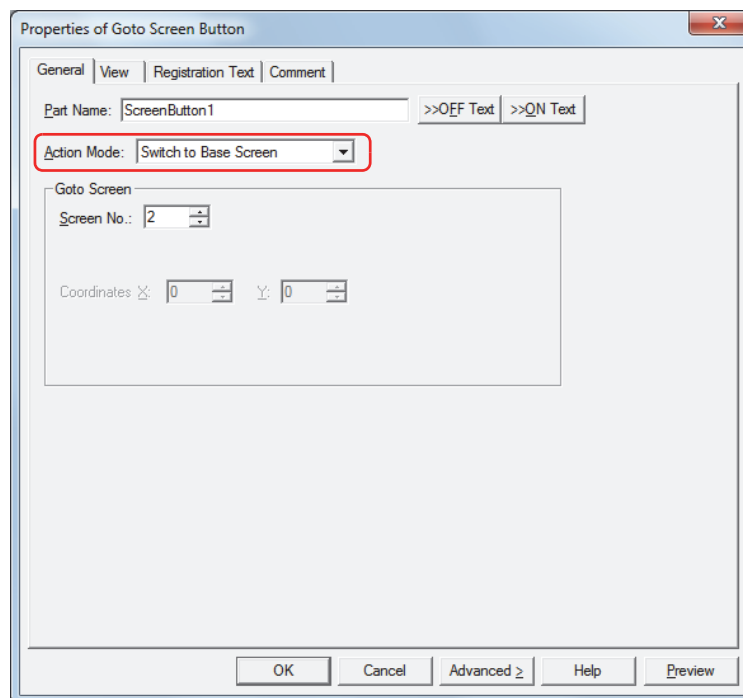 Properties of Goto Screen Button
X
General View Registration Text Comment
Part Name: ScreenButton1 >>OFF Text >>ON Text
Action Mode: Switch to Base Screen
Goto Screen
Screen No.: 2
Coordinates X: 0 Y: 0
OK Cancel Advanced > Help Preview